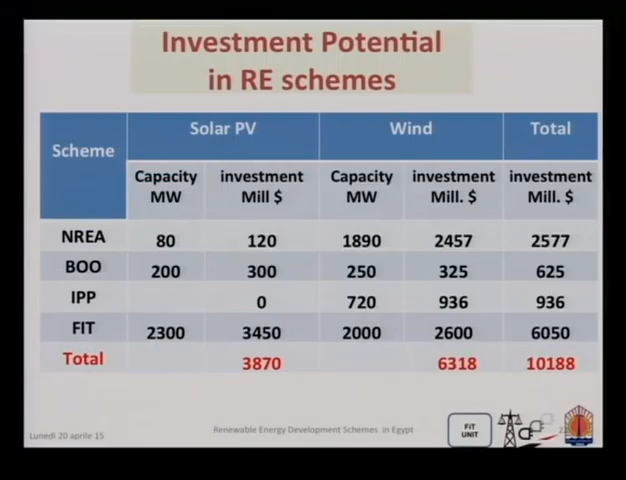 Investment Potential
in RE schemes
Scheme Solar PV Wind Total
Capacity MW investment Mill $ Capacity MW investment Mill. $ investment Mill. $
NREA 80 120 1890 2457 2577
BOO 200 300 250 325 625
IPP 0 720 936 936
FIT 2300 3450 2000 2600 6050
Total 3870 6318 10188
Lunedì 20 aprile 15
Renewable Energy Development Schemes in Egypt
FiT
UNIT